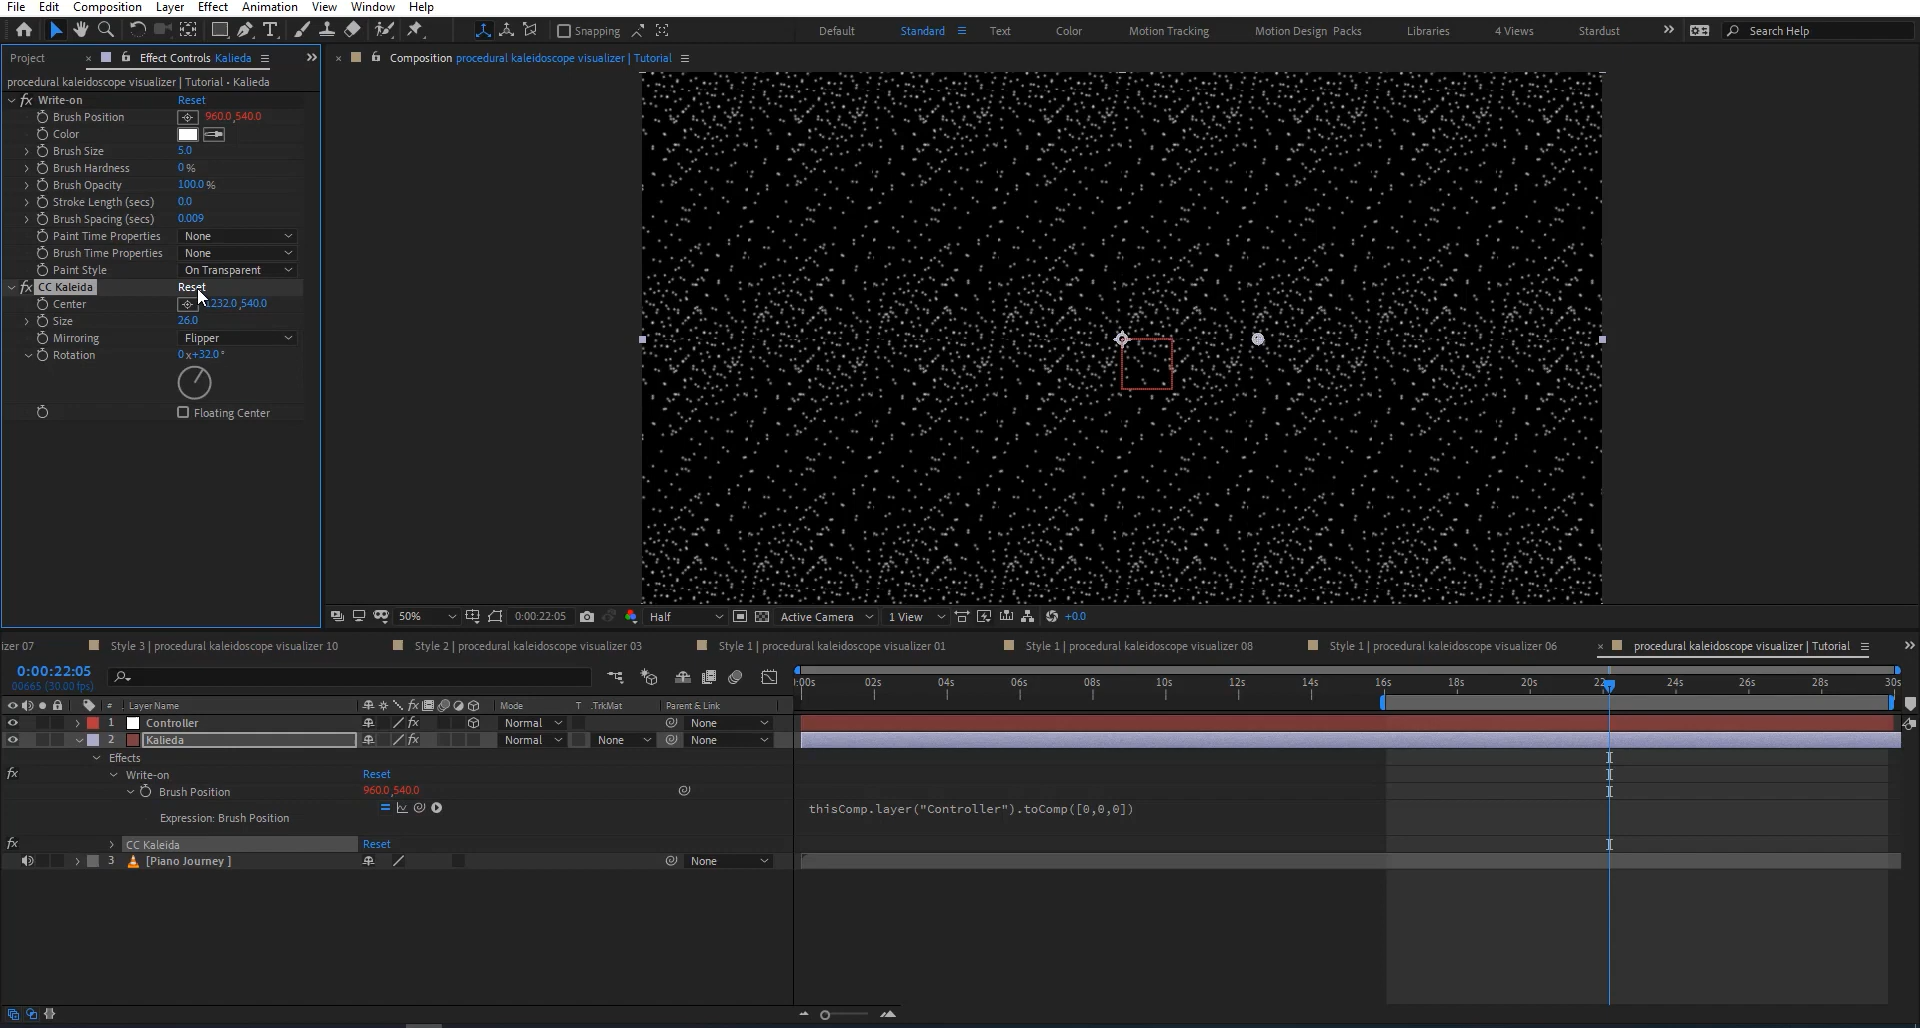 File Edit Composition Layer Effect Animation View Window Help
Snapping Default Standard Text Color Motion Tracking Motion Design Packs Libraries 4 Views Stardust Search Help
Project Effect Controls Kalieda
Composition procedural kaleidoscope visualizer | Tutorial
procedural kaleidoscope visualizer | Tutorial • Kalieda
fx Write-on Reset
Brush Position 960.0,540.0
Color
Brush Size 5.0
Brush Hardness 0 %
Brush Opacity 100.0 %
Stroke Length (secs) 0.0
Brush Spacing (secs) 0.009
Paint Time Properties None
Brush Time Properties None
Paint Style On Transparent
fx CC Kaleida Reset
Center 1232.0,540.0
Size 26.0
Mirroring Flipper
Rotation 0x+32.0°
Floating Center
50% 0:00:22:05 Half Active Camera 1 View +0.0
izer 07 Style 3 | procedural kaleidoscope visualizer 10 Style 2 | procedural kaleidoscope visualizer 03 Style 1 | procedural kaleidoscope visualizer 01 Style 1 | procedural kaleidoscope visualizer 08 Style 1 | procedural kaleidoscope visualizer 06 procedural kaleidoscope visualizer | Tutorial
0:00:22:05
00665 (30.00 fps)
:00s 02s 04s 06s 08s 10s 12s 14s 16s 18s 20s 22s 24s 26s 28s 30s
# Layer Name fx Mode T .TrkMat Parent & Link
1 Controller fx Normal None
2 Kalieda fx Normal None None
Effects
fx Write-on Reset
Brush Position 960.0,540.0
Expression: Brush Position
thisComp.layer("Controller").toComp([0,0,0])
fx CC Kaleida Reset
3 [Piano Journey ] None